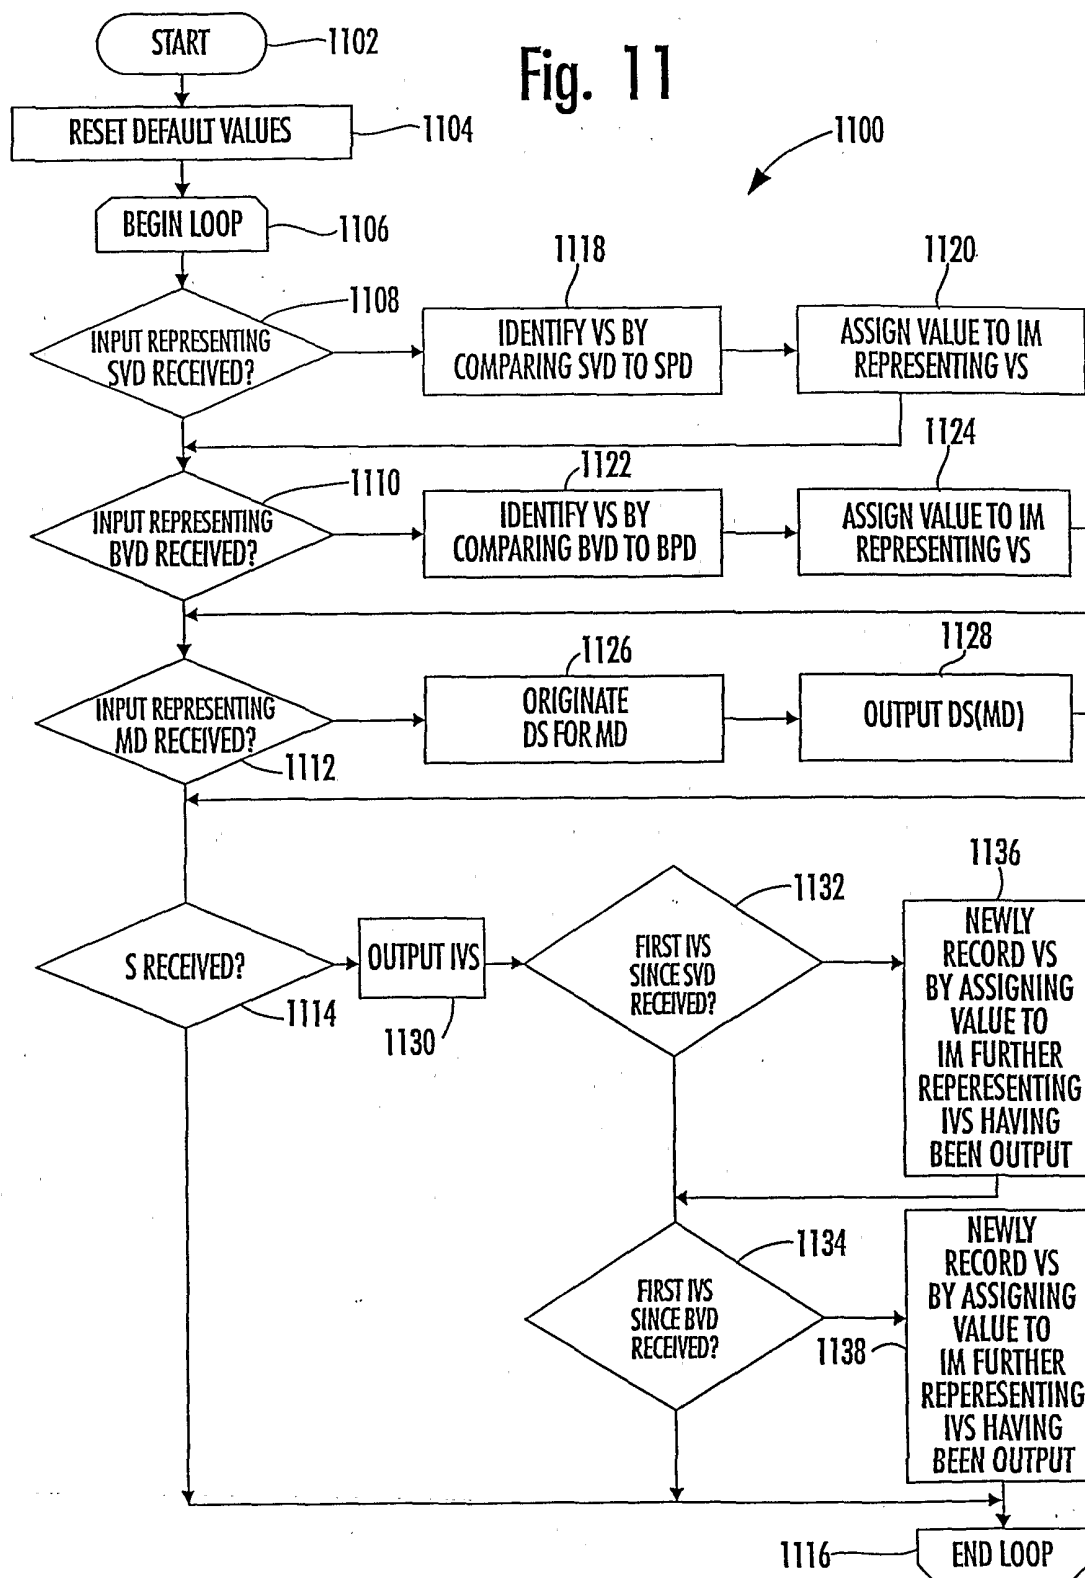 START
1102
Fig. 11
RESET DEFAULT VALUES
1104
1100
BEGIN LOOP
1106
1108
1118
1120
INPUT REPRESENTING
SVD RECEIVED?
IDENTIFY VS BY
COMPARING SVD TO SPD
ASSIGN VALUE TO IM
REPRESENTING VS
1110
1122
1124
INPUT REPRESENTING
BVD RECEIVED?
IDENTIFY VS BY
COMPARING BVD TO BPD
ASSIGN VALUE TO IM
REPRESENTING VS
1126
1128
INPUT REPRESENTING
MD RECEIVED?
1112
ORIGINATE
DS FOR MD
OUTPUT DS(MD)
S RECEIVED?
1114
OUTPUT IVS
1130
1132
FIRST IVS
SINCE SVD
RECEIVED?
1136
NEWLY
RECORD VS
BY ASSIGNING
VALUE TO
IM FURTHER
REPERESENTING
IVS HAVING
BEEN OUTPUT
1134
FIRST IVS
SINCE BVD
RECEIVED?
1138
NEWLY
RECORD VS
BY ASSIGNING
VALUE TO
IM FURTHER
REPERESENTING
IVS HAVING
BEEN OUTPUT
1116
END LOOP